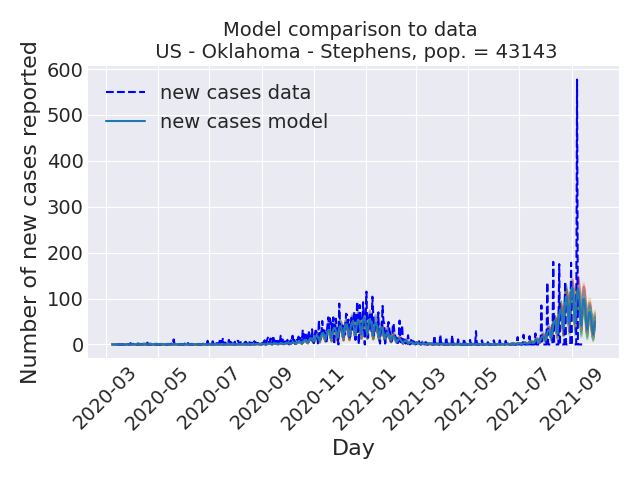 Model comparison to data
US - Oklahoma - Stephens, pop. = 43143
new cases data
new cases model
Number of new cases reported
600
500
400
300
200
100
0
2020-03
2020-05
2020-07
2020-09
2020-11
2021-01
2021-03
2021-05
2021-07
2021-09
Day